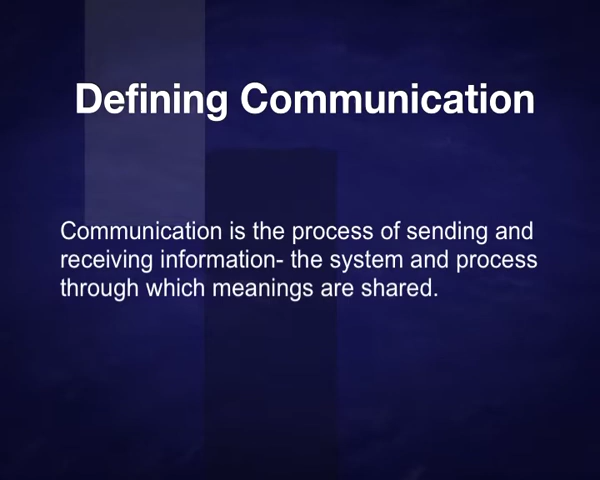 Defining Communication
Communication is the process of sending and
receiving information- the system and process
through which meanings are shared.